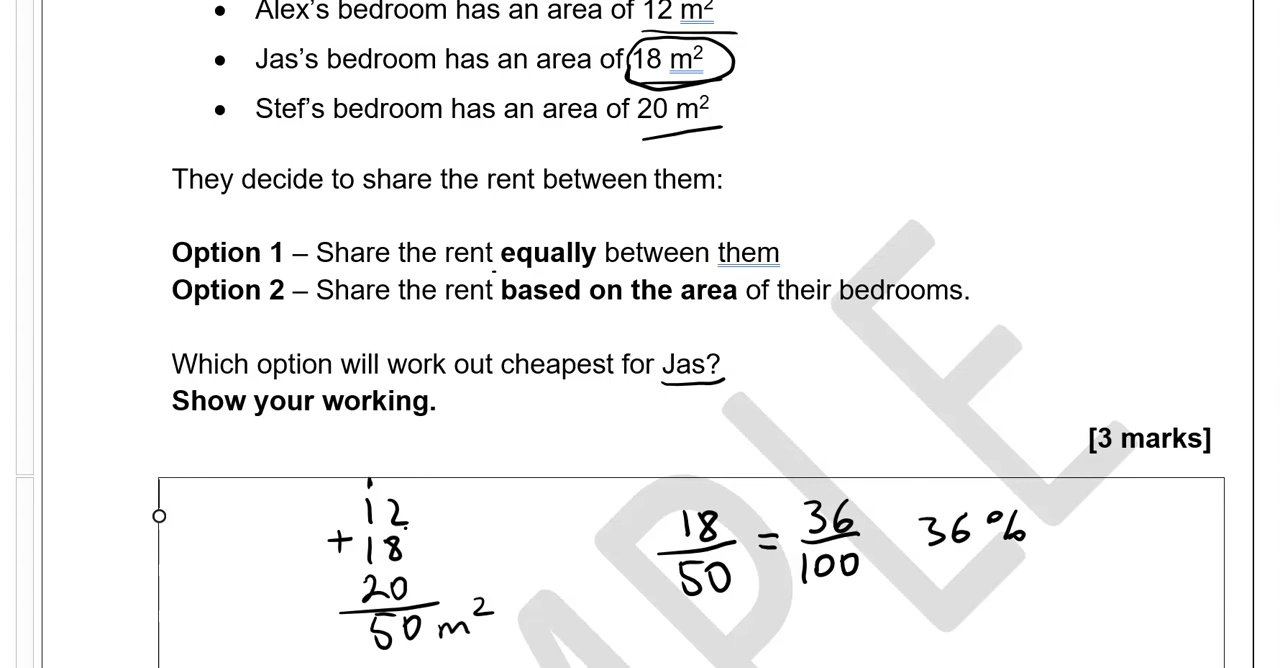 • Alex's bedroom has an area of 12 m²
• Jas's bedroom has an area of 18 m²
• Stef's bedroom has an area of 20 m²
They decide to share the rent between them:
Option 1 – Share the rent equally between them
Option 2 – Share the rent based on the area of their bedrooms.
Which option will work out cheapest for Jas?
Show your working.
[3 marks]
12
+ 18
20
50 m²
18/50 = 36/100 36%
MPLE